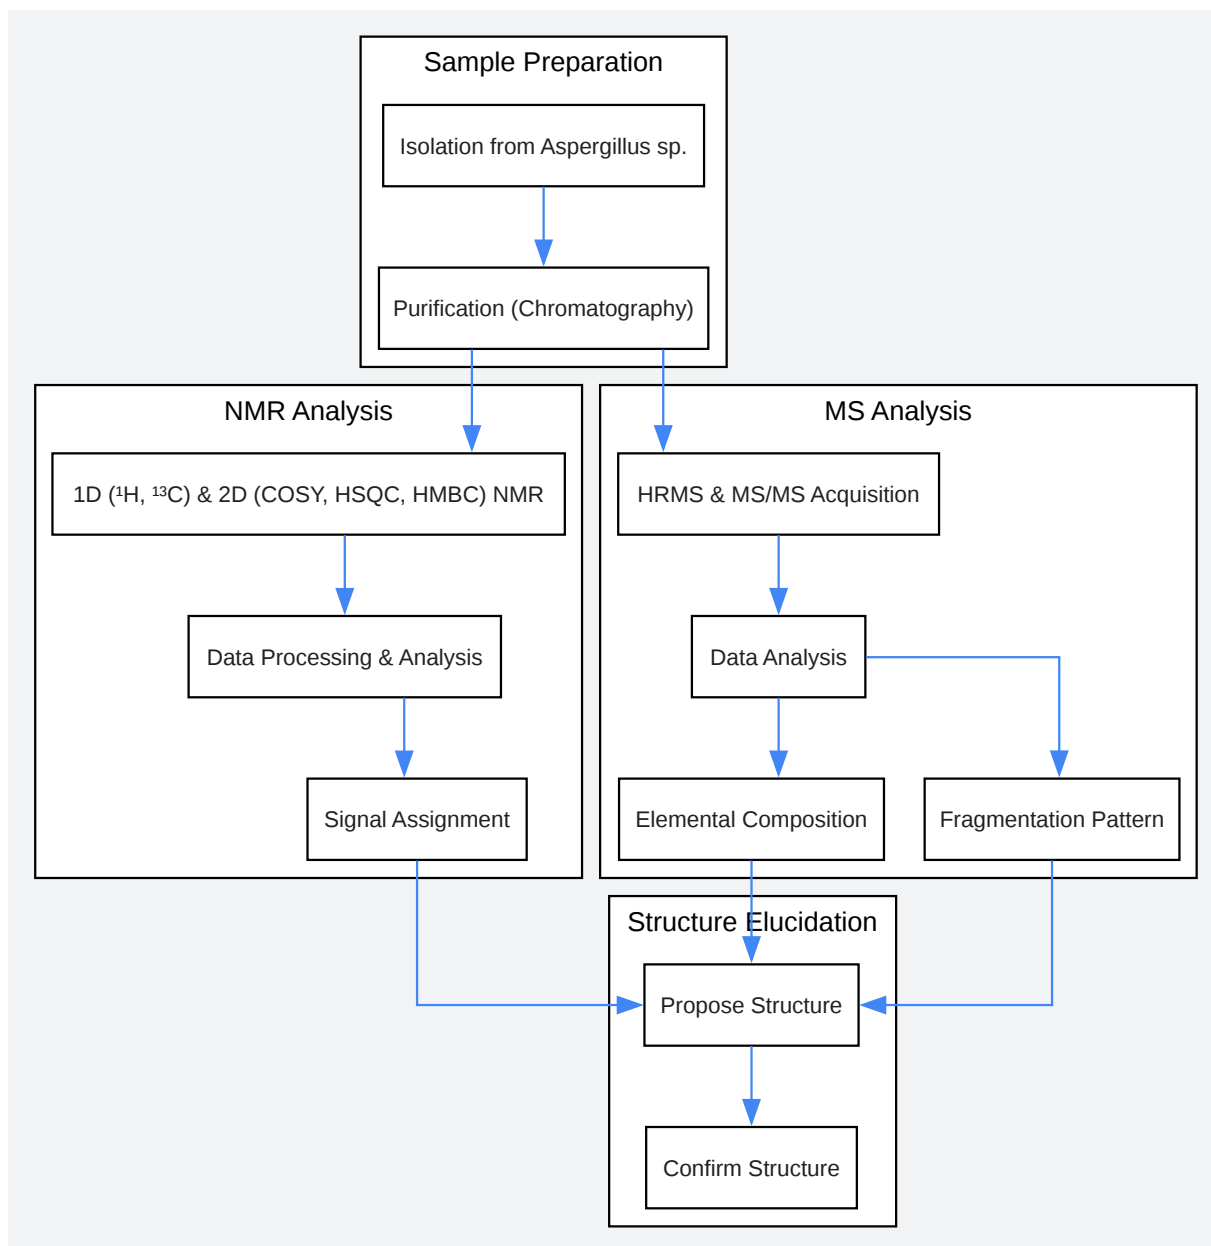 Sample Preparation
Isolation from Aspergillus sp.
Purification (Chromatography)
NMR Analysis
1D (¹H, ¹³C) & 2D (COSY, HSQC, HMBC) NMR
Data Processing & Analysis
Signal Assignment
MS Analysis
HRMS & MS/MS Acquisition
Data Analysis
Elemental Composition
Fragmentation Pattern
Structure Elucidation
Propose Structure
Confirm Structure